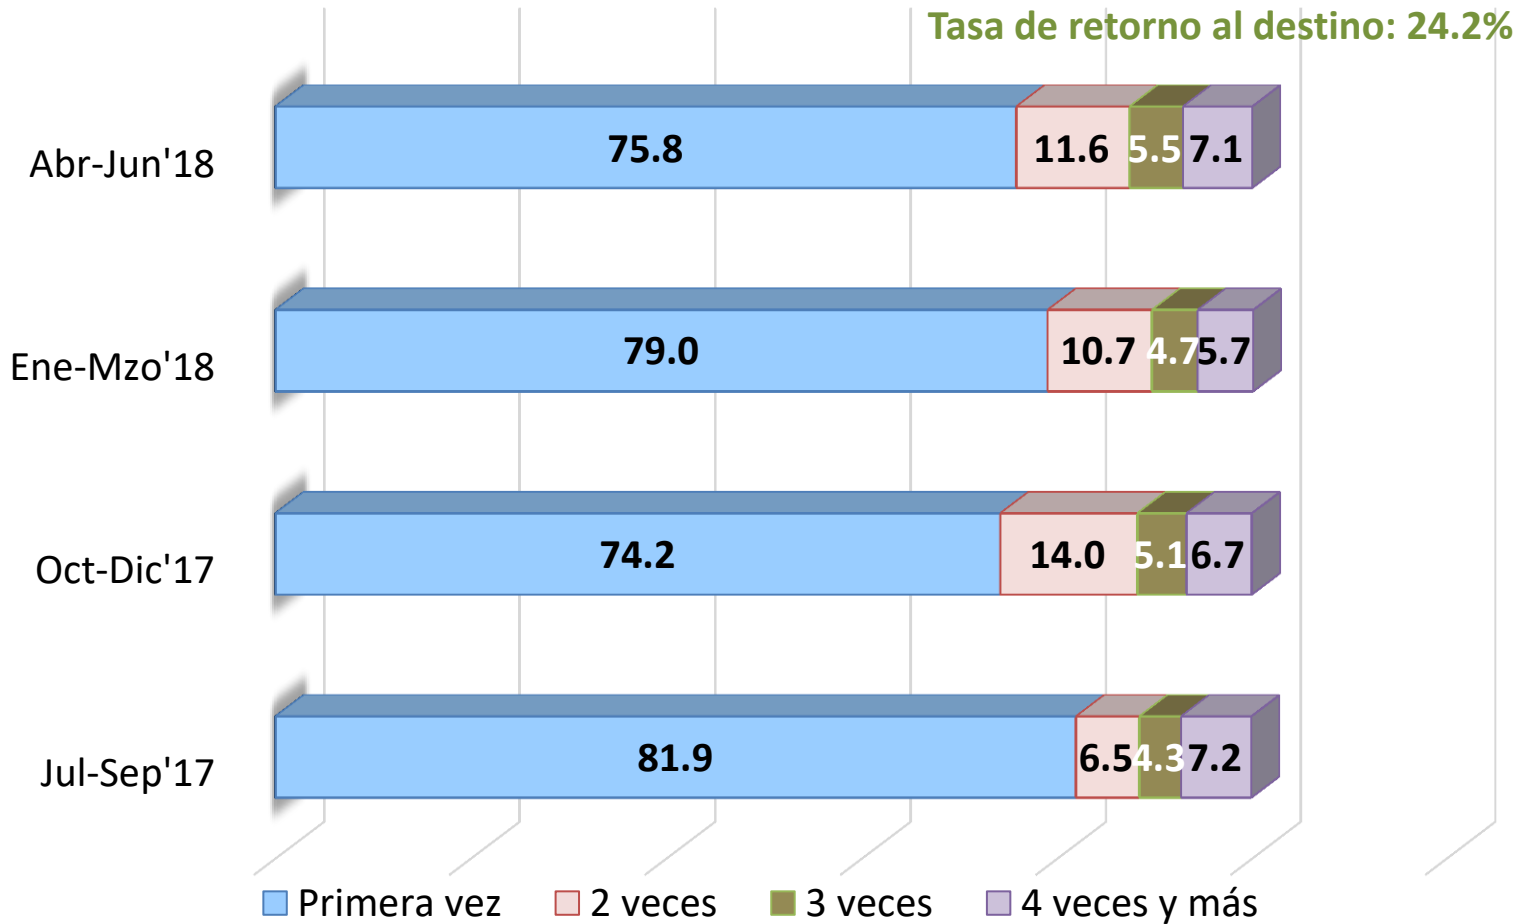 Tasa de retorno al destino: 24.2%
Abr-Jun'18 75.8 11.6 5.5 7.1
Ene-Mzo'18 79.0 10.7 4.7 5.7
Oct-Dic'17 74.2 14.0 5.1 6.7
Jul-Sep'17 81.9 6.5 4.3 7.2
Primera vez 2 veces 3 veces 4 veces y más